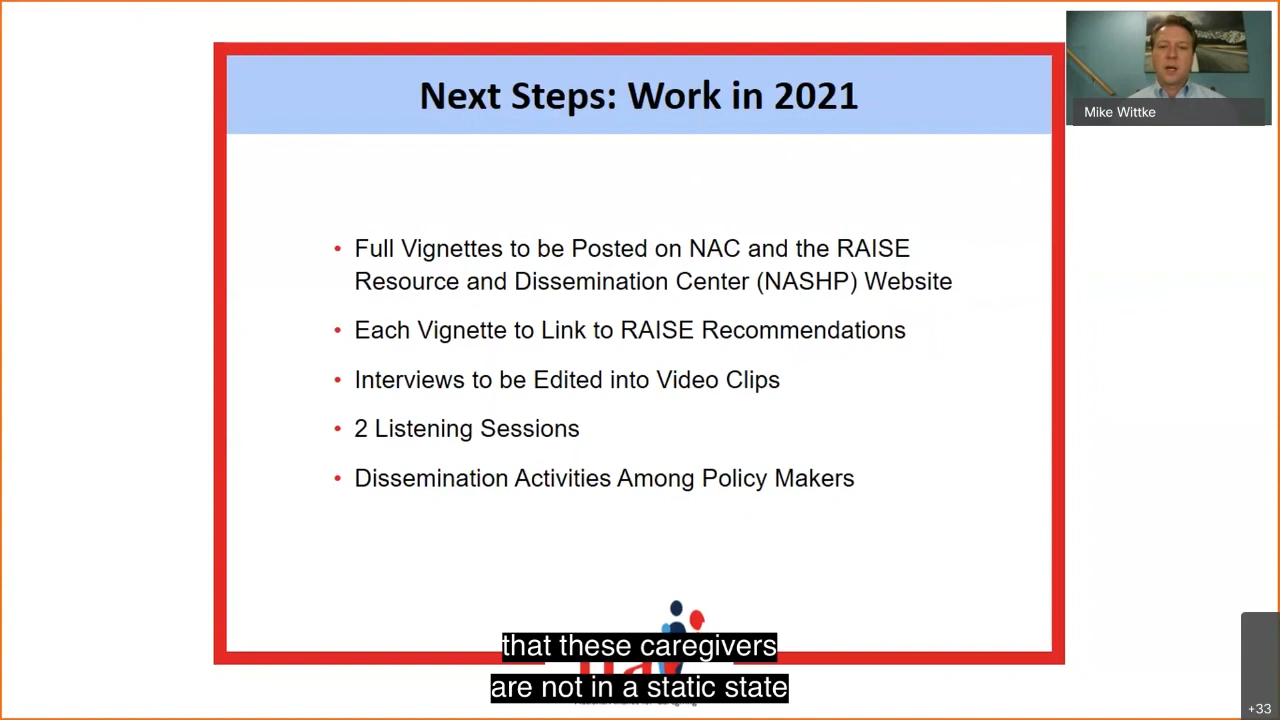 Next Steps: Work in 2021
Mike Wittke
• Full Vignettes to be Posted on NAC and the RAISE
Resource and Dissemination Center (NASHP) Website
• Each Vignette to Link to RAISE Recommendations
• Interviews to be Edited into Video Clips
• 2 Listening Sessions
• Dissemination Activities Among Policy Makers
that these caregivers
are not in a static state
+33